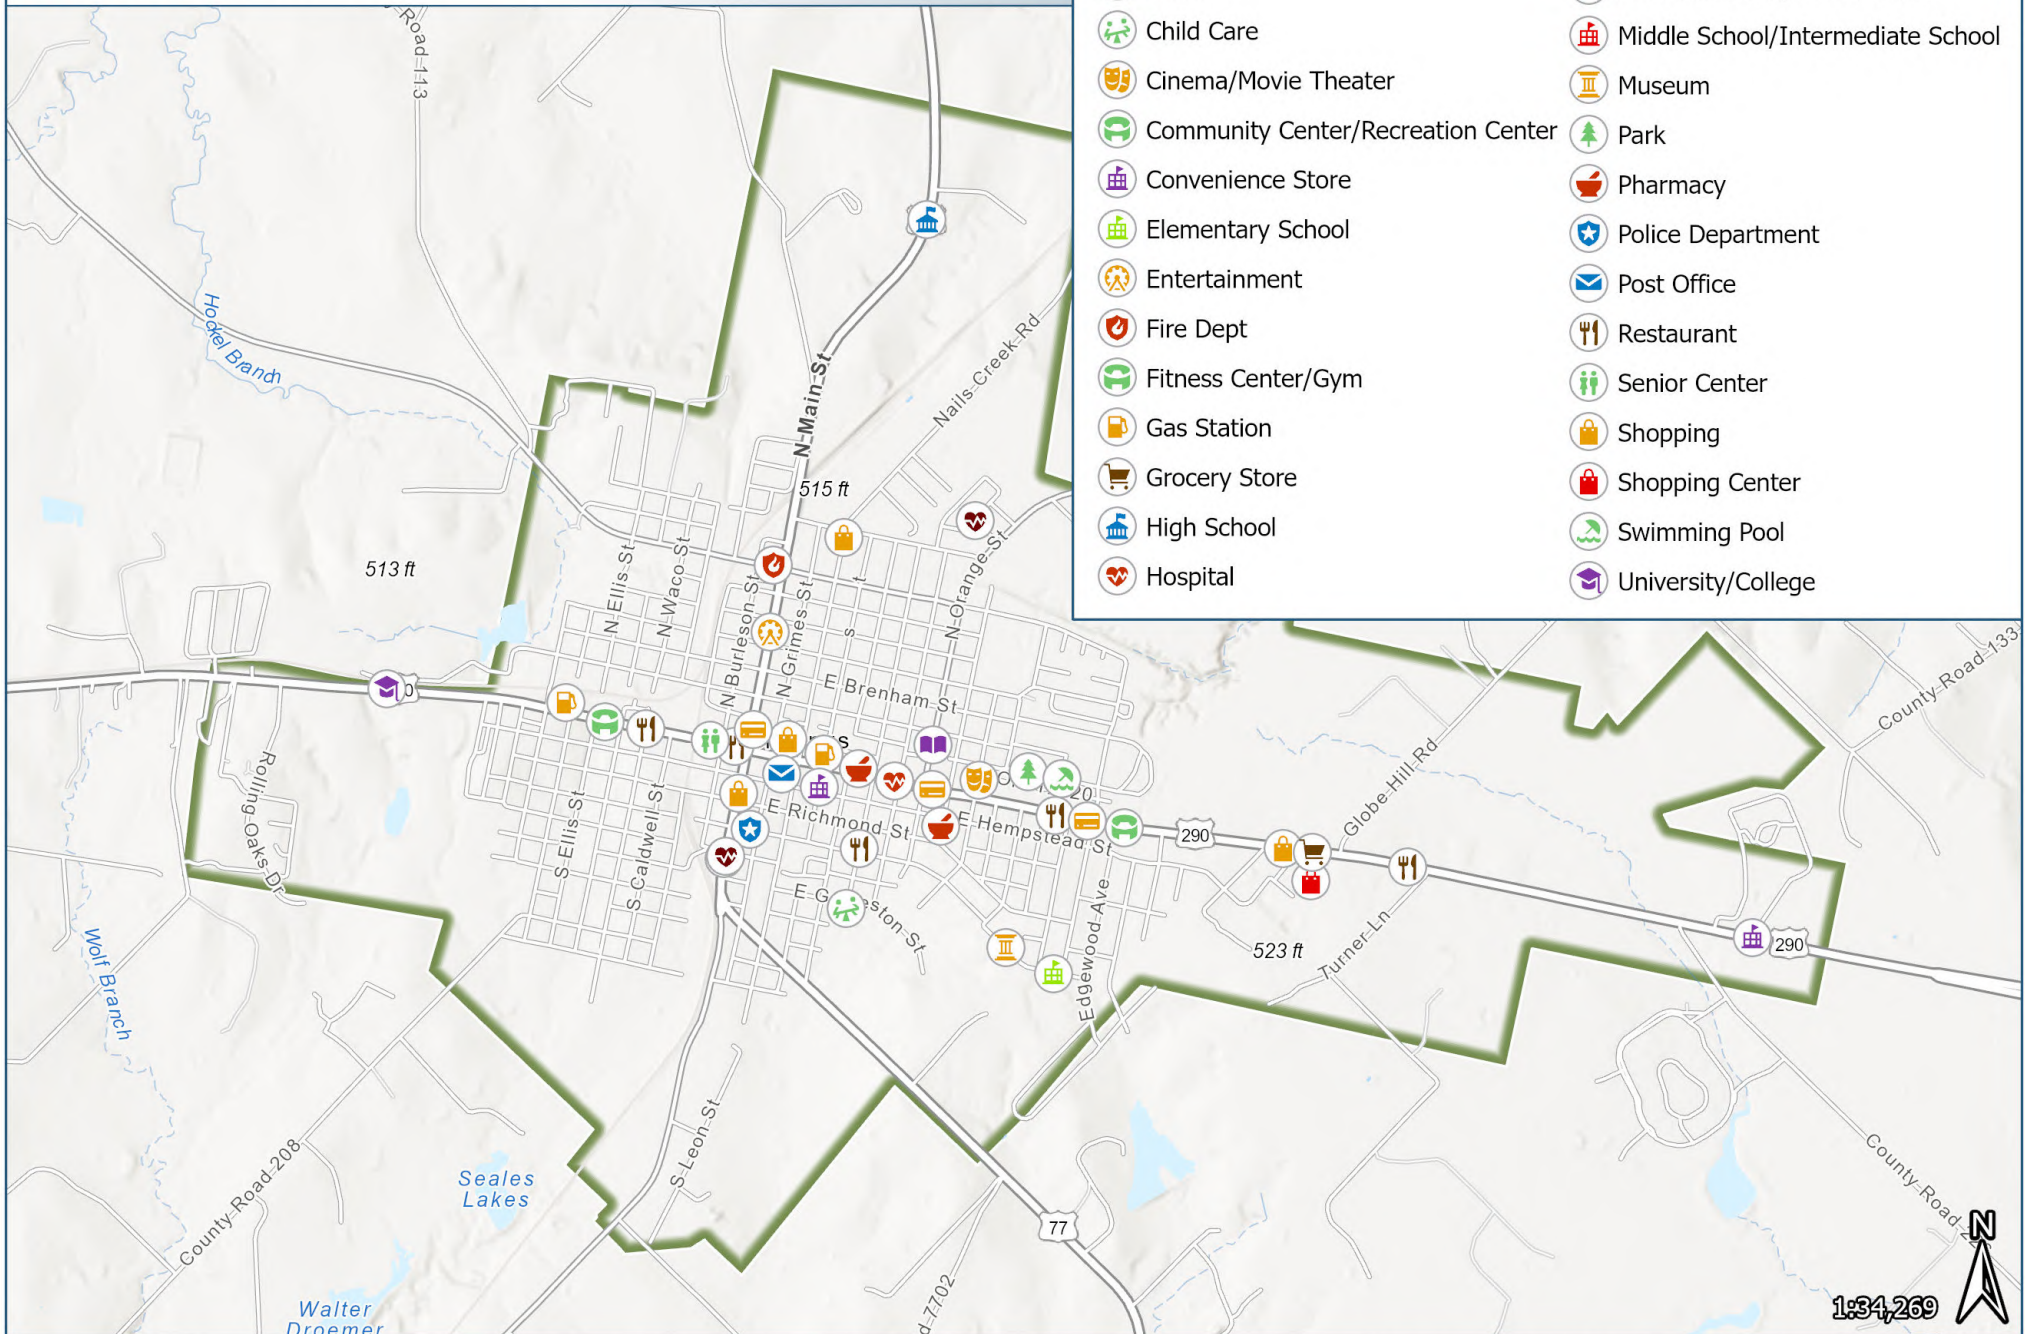 Child Care
Cinema/Movie Theater
Community Center/Recreation Center
Convenience Store
Elementary School
Entertainment
Fire Dept
Fitness Center/Gym
Gas Station
Grocery Store
High School
Hospital
Middle School/Intermediate School
Museum
Park
Pharmacy
Police Department
Post Office
Restaurant
Senior Center
Shopping
Shopping Center
Swimming Pool
University/College
Road 113
Hockel Branch
N Main St
Nails Creek Rd
515 ft
513 ft
N Ellis St
N Waco St
N Burleson St
N Grimes St
N Orange St
E Brenham St
Rolling Oaks Dr
S Ellis St
S Caldwell St
E Richmond St
E Hempstead St
290
Globe Hill Rd
County Road 133
Edgewood Ave
523 ft
Turner Ln
290
Wolf Branch
County Road 208
Seales
Lakes
S Leon St
77
County Road
Walter
Droemer
7702
N
1:34,269